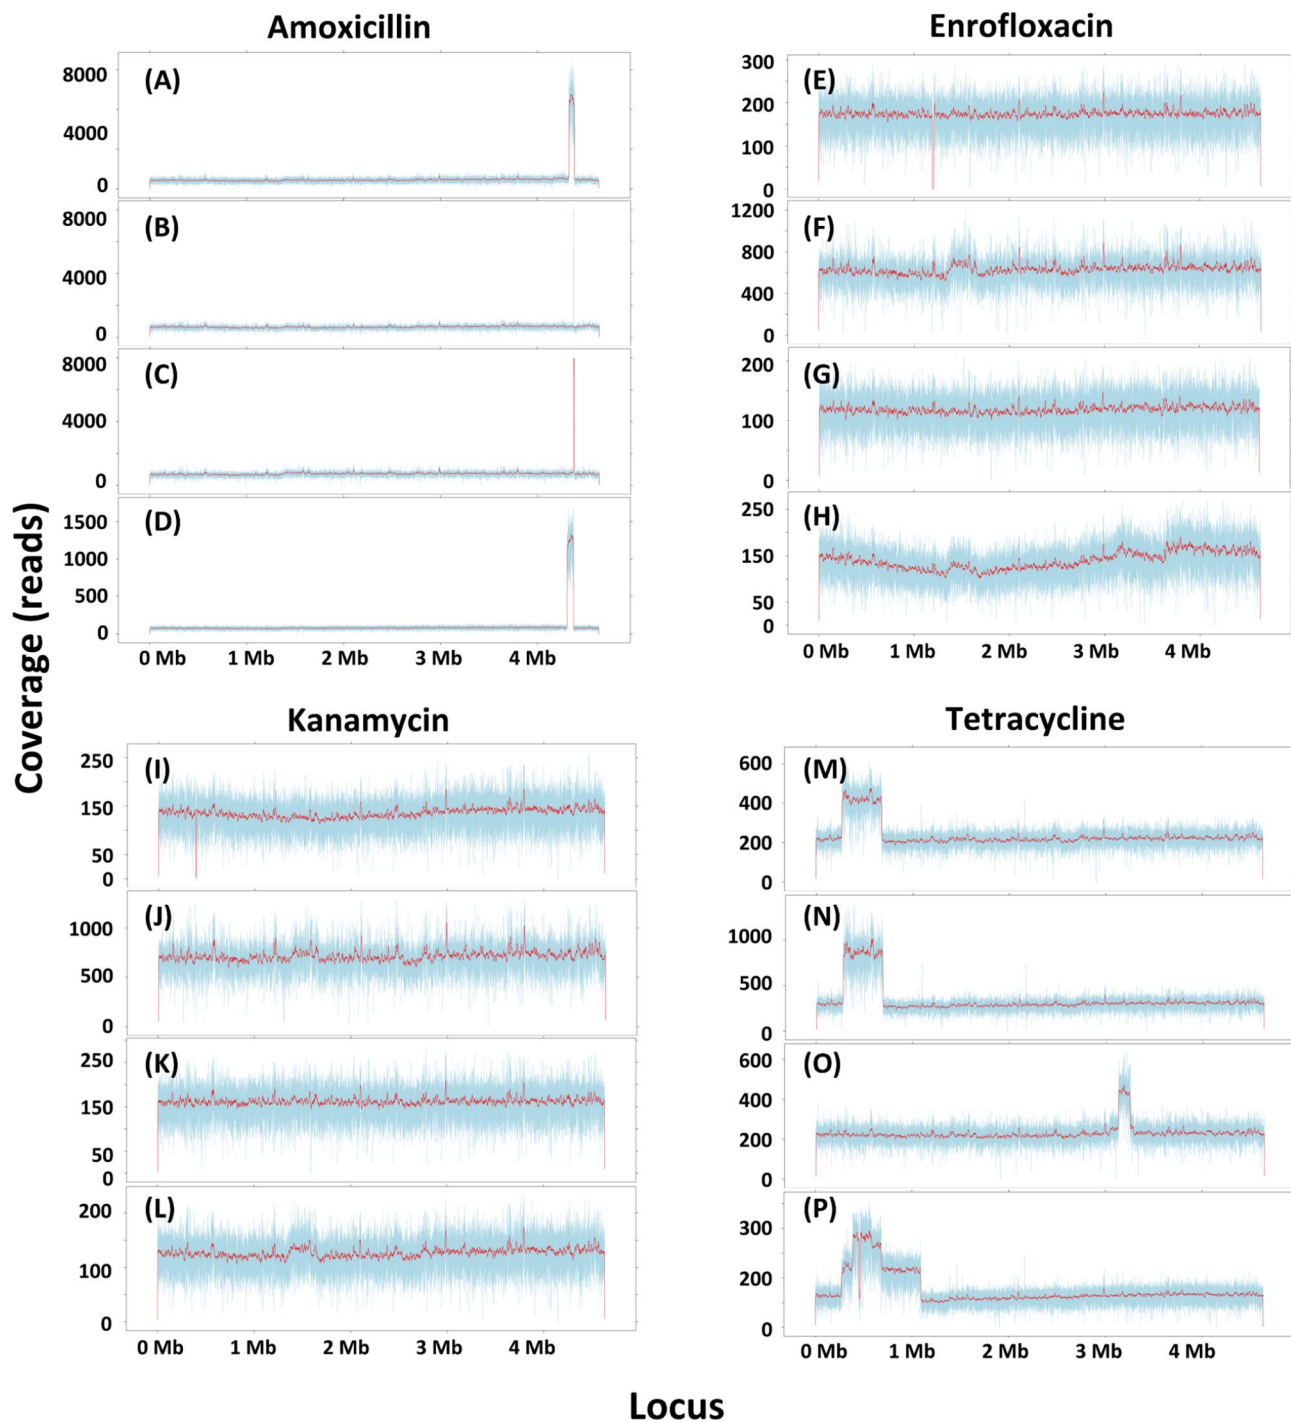 Amoxicillin
(A)
8000
4000
0
(B)
8000
4000
0
(C)
8000
4000
0
(D)
1500
1000
500
0
0 Mb 1 Mb 2 Mb 3 Mb 4 Mb
Enrofloxacin
(E)
300
200
100
0
(F)
1200
800
400
0
(G)
200
100
0
(H)
250
150
50
0
0 Mb 1 Mb 2 Mb 3 Mb 4 Mb
Coverage (reads)
Kanamycin
(I)
250
150
50
0
(J)
1000
500
0
(K)
250
150
50
0
(L)
200
100
0
0 Mb 1 Mb 2 Mb 3 Mb 4 Mb
Tetracycline
(M)
600
400
200
0
(N)
1000
500
0
(O)
600
400
200
0
(P)
300
200
0
0 Mb 1 Mb 2 Mb 3 Mb 4 Mb
Locus